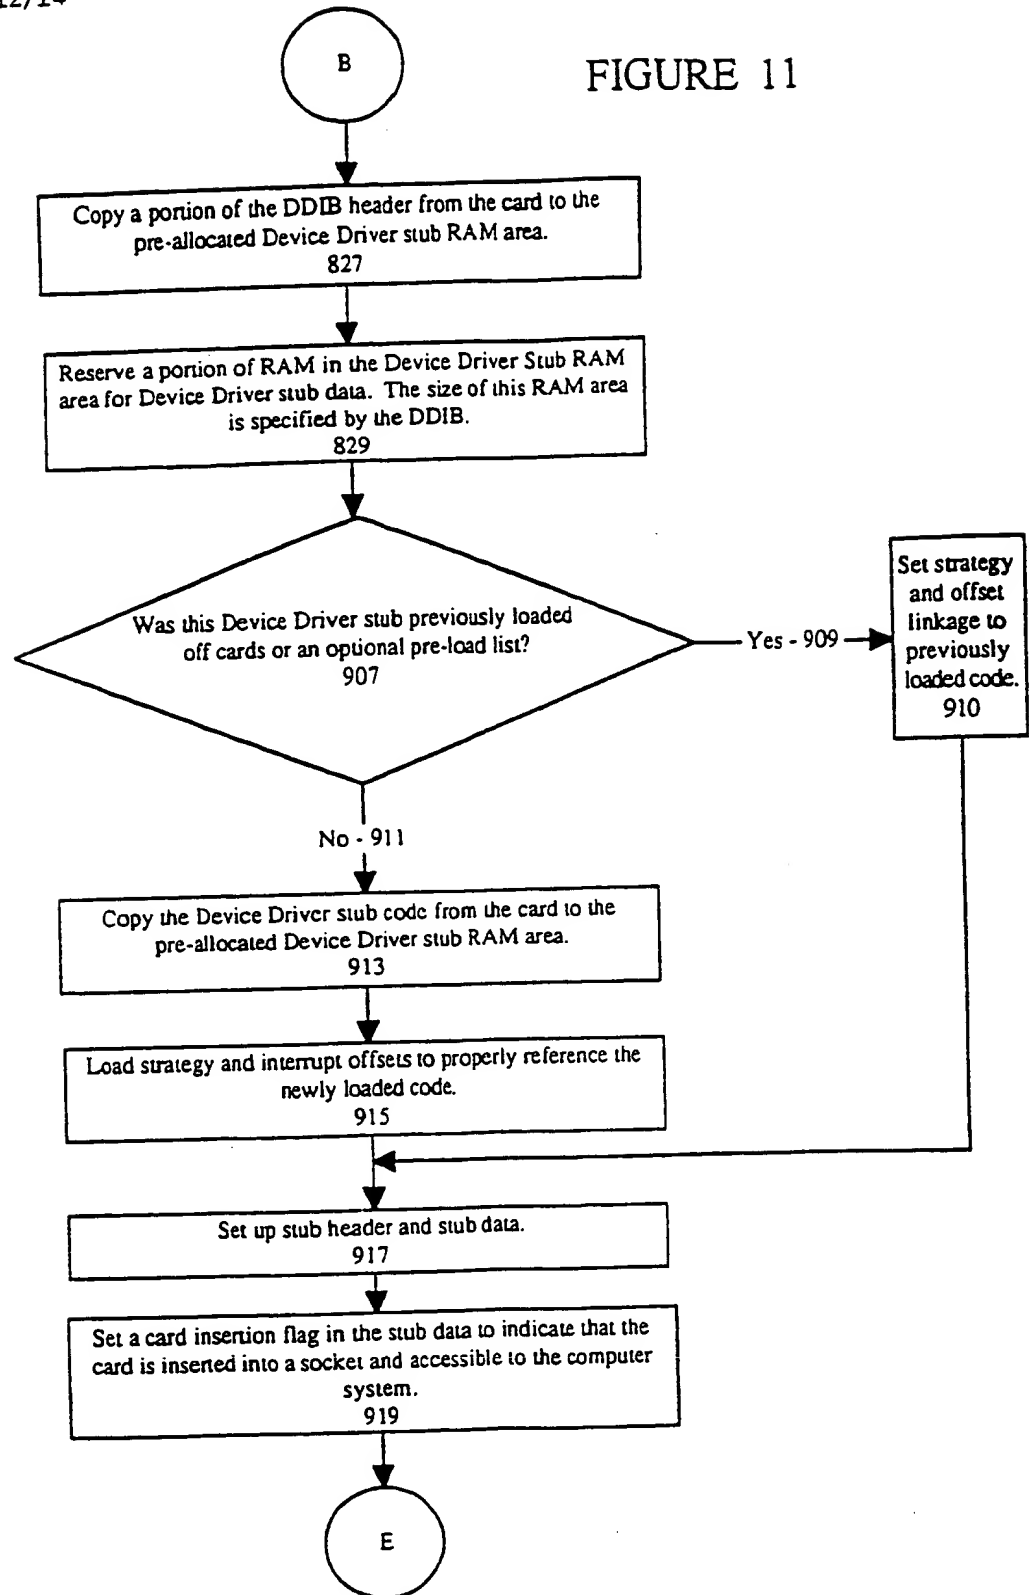 12/14
B
FIGURE 11
Copy a portion of the DDIB header from the card to the
pre-allocated Device Driver stub RAM area.
827
Reserve a portion of RAM in the Device Driver Stub RAM
area for Device Driver stub data. The size of this RAM area
is specified by the DDIB.
829
Was this Device Driver stub previously loaded
off cards or an optional pre-load list?
907
Yes - 909
Set strategy
and offset
linkage to
previously
loaded code.
910
No - 911
Copy the Device Driver stub code from the card to the
pre-allocated Device Driver stub RAM area.
913
Load strategy and interrupt offsets to properly reference the
newly loaded code.
915
Set up stub header and stub data.
917
Set a card insertion flag in the stub data to indicate that the
card is inserted into a socket and accessible to the computer
system.
919
E